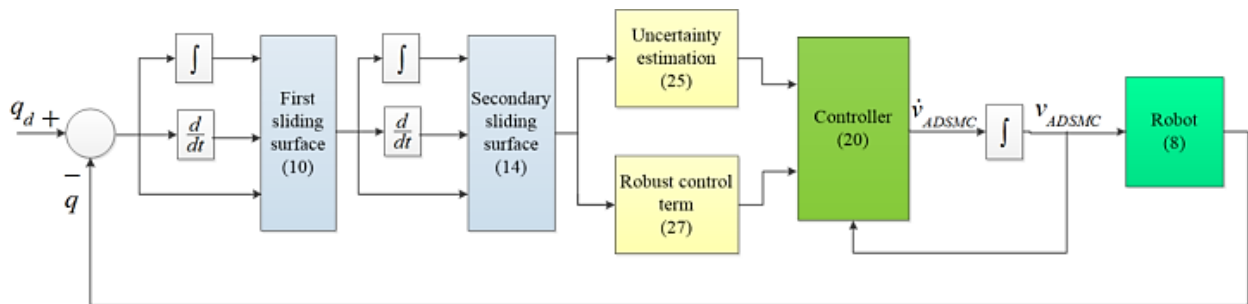 q_d +
−
q
∫
d/dt
First
sliding
surface
(10)
∫
d/dt
Secondary
sliding
surface
(14)
Uncertainty
estimation
(25)
Robust control
term
(27)
Controller
(20)
v̇_ADSMC
∫
v_ADSMC
Robot
(8)